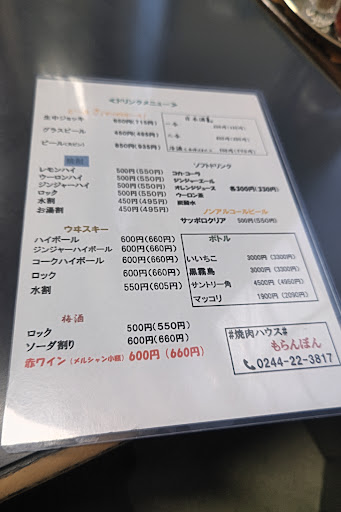 <ドリンクメニュー>
生中ジョッキ 650円(715円)
グラスビール 450円(495円)
ビール 850円(935円)
日本酒
レモンハイ 500円(550円)
ウーロンハイ 500円(550円)
ジンジャーハイ 500円(550円)
ロック 500円(550円)
水割 450円(495円)
お湯割 450円(495円)
ソフトドリンク
コカ・コーラ
ジンジャーエール
オレンジジュース 各300円(330円)
ウーロン茶
炭酸水
ノンアルコールビール
サッポロクリア 500円(550円)
ウヰスキー
ハイボール 600円(660円)
ジンジャーハイボール 600円(660円)
コークハイボール 600円(660円)
ロック 600円(660円)
水割 550円(605円)
ボトル
いいちこ 3000円(3300円)
黒霧島 3000円(3300円)
サントリー角 4500円(4950円)
マッコリ 1900円(2090円)
梅酒
ロック 500円(550円)
ソーダ割り 600円(660円)
赤ワイン(メルシャン小瓶) 600円(660円)
#焼肉ハウス#
もらんぼん
0244-22-3817